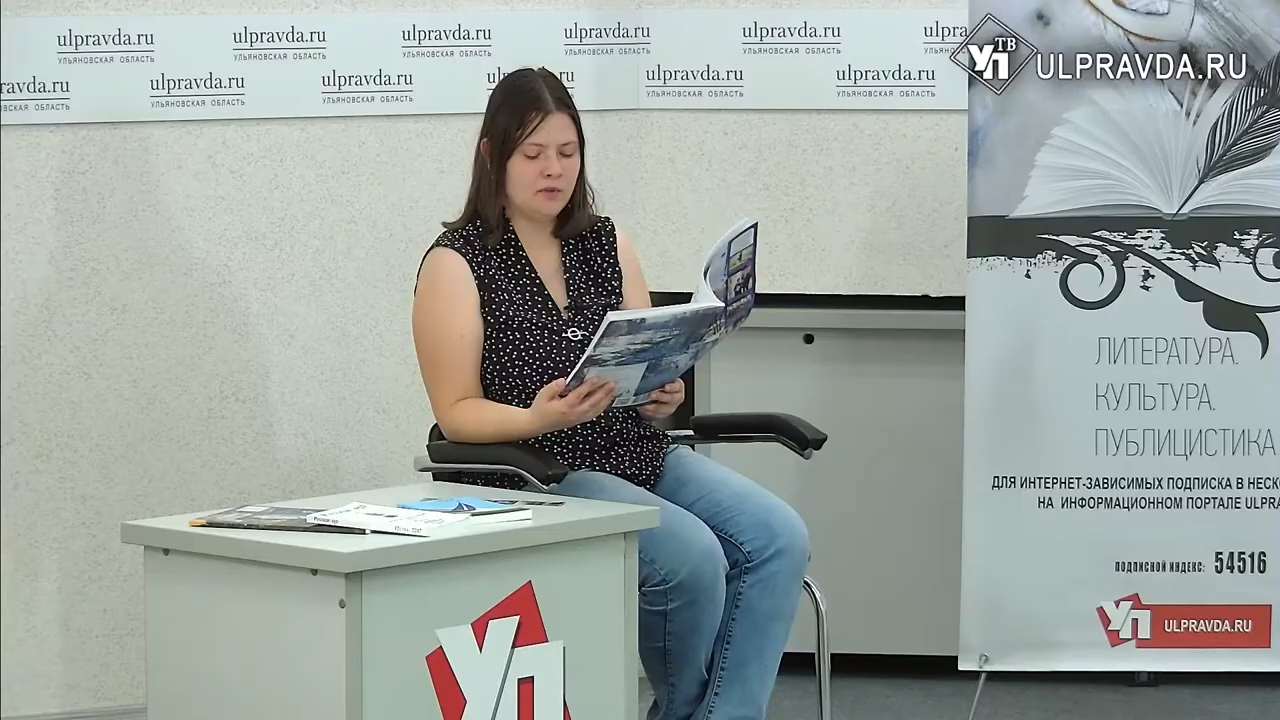 ulpravda.ru
УЛЬЯНОВСКАЯ ОБЛАСТЬ
ulpravda.ru
УЛЬЯНОВСКАЯ ОБЛАСТЬ
ulpravda.ru
УЛЬЯНОВСКАЯ ОБЛАСТЬ
ulpravda.ru
УЛЬЯНОВСКАЯ ОБЛАСТЬ
ulpravda.ru
УЛЬЯНОВСКАЯ ОБЛАСТЬ
ulpravda.ru
УЛЬЯНОВСКАЯ ОБЛАСТЬ
ulpravda.ru
УЛЬЯНОВСКАЯ ОБЛАСТЬ
ulpravda.ru
УЛЬЯНОВСКАЯ ОБЛАСТЬ
ulpravda.ru
УЛЬЯНОВСКАЯ ОБЛАСТЬ
УП ТВ ULPRAVDA.RU
ЛИТЕРАТУРА.
КУЛЬТУРА.
ПУБЛИЦИСТИКА
ДЛЯ ИНТЕРНЕТ-ЗАВИСИМЫХ ПОДПИСКА В НЕСКО
НА ИНФОРМАЦИОННОМ ПОРТАЛЕ ULPRA
ПОДПИСНОЙ ИНДЕКС: 54516
УП ULPRAVDA.RU
УП